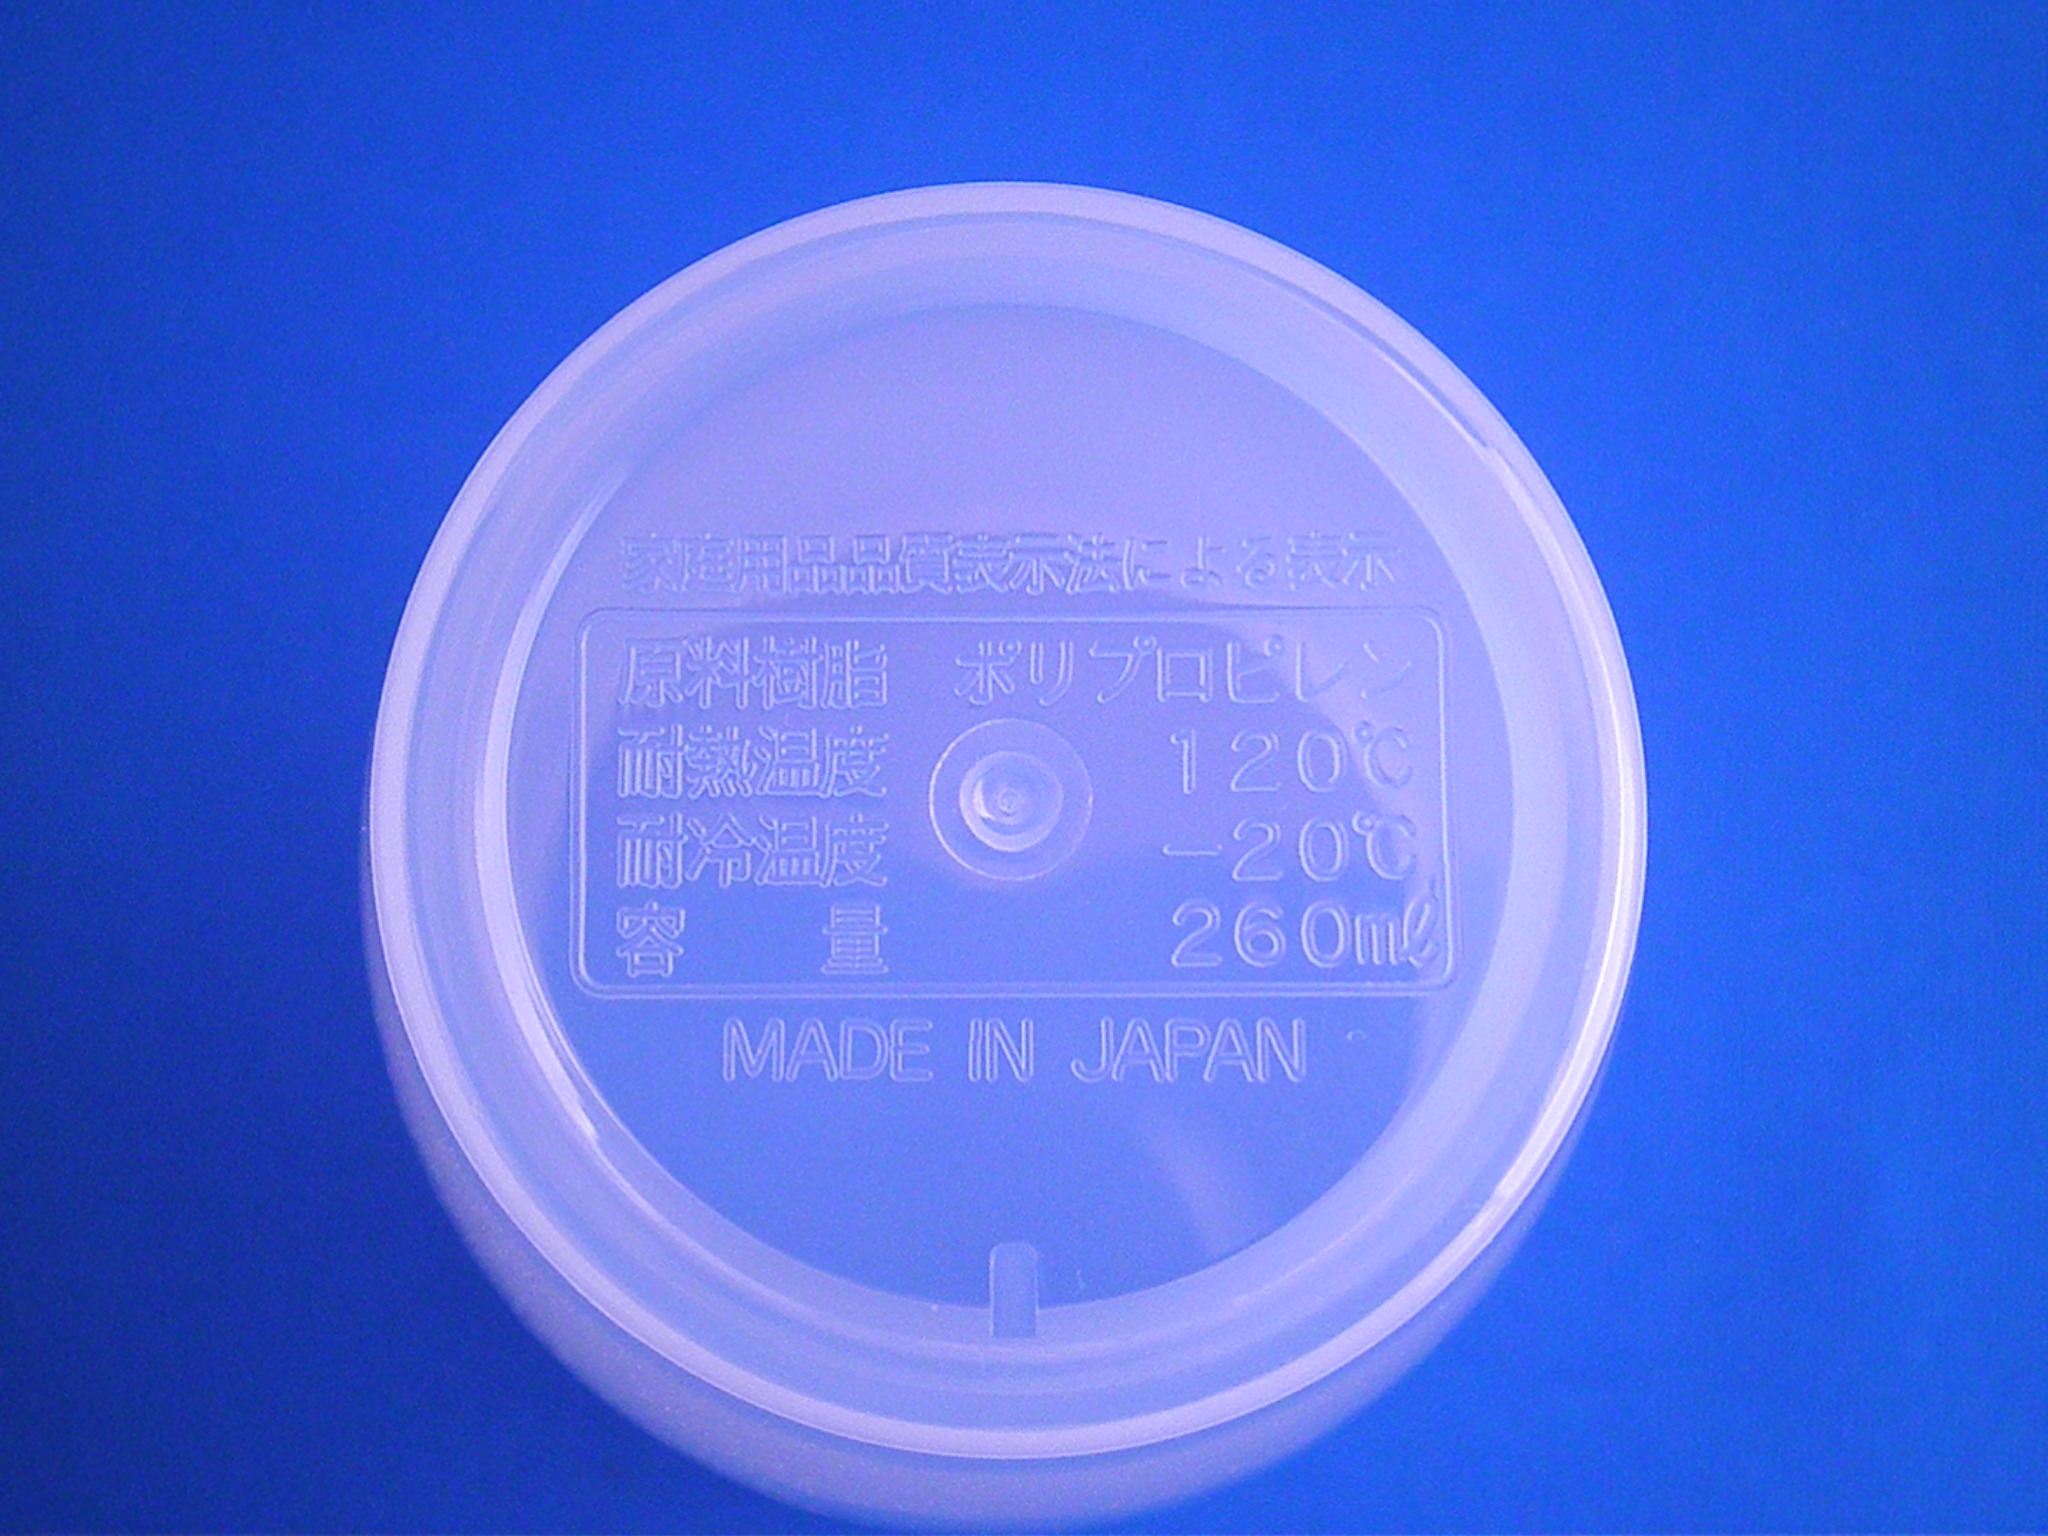 家庭用品品質表示法による表示
原料樹脂 ポリプロピレン
耐熱温度 120℃
耐冷温度 -20℃
容量 260mℓ
MADE IN JAPAN